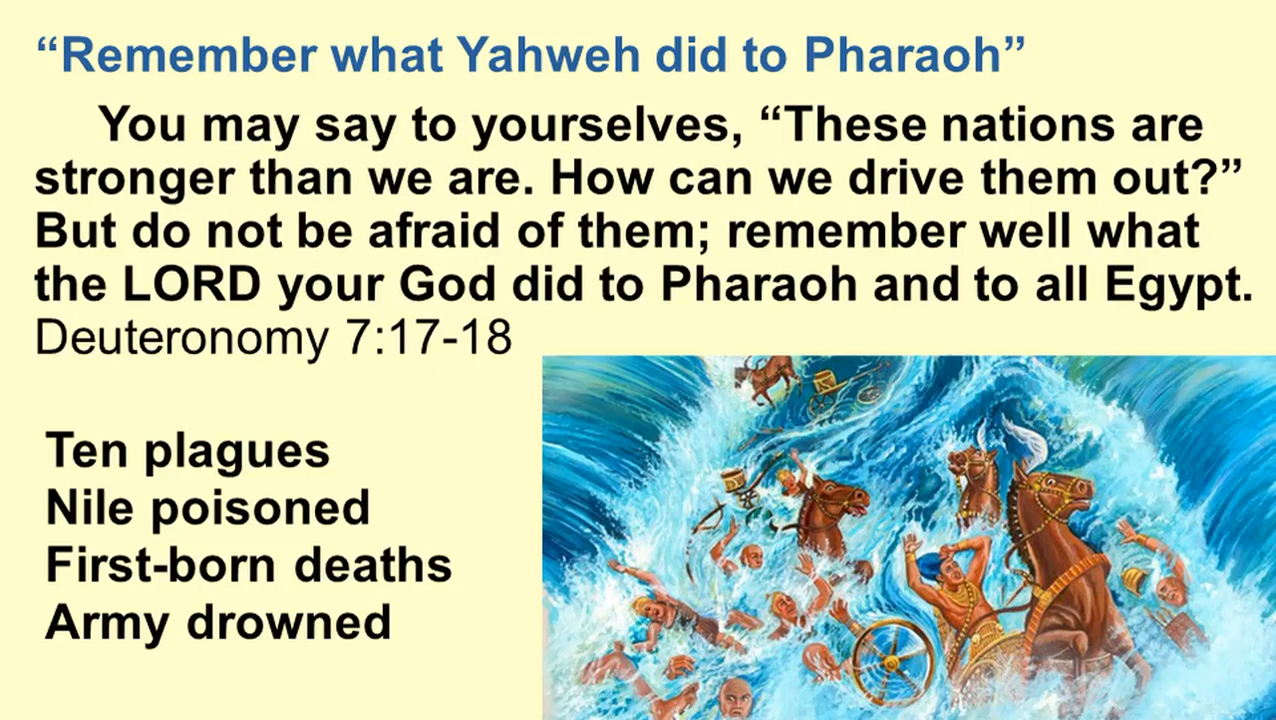 “Remember what Yahweh did to Pharaoh”
You may say to yourselves, “These nations are
stronger than we are. How can we drive them out?”
But do not be afraid of them; remember well what
the LORD your God did to Pharaoh and to all Egypt.
Deuteronomy 7:17-18
Ten plagues
Nile poisoned
First-born deaths
Army drowned